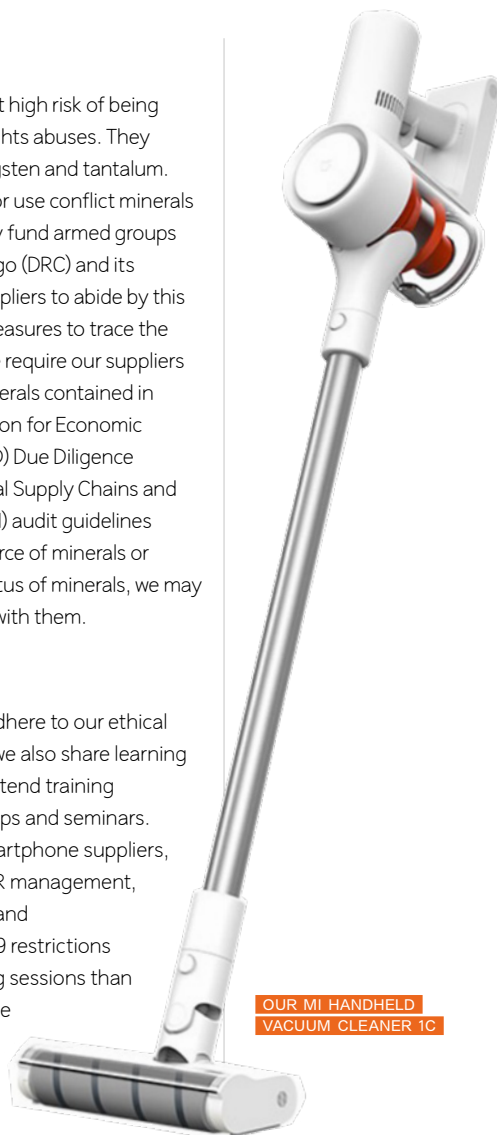 t high risk of being
ghts abuses. They
gsten and tantalum.
or use conflict minerals
y fund armed groups
go (DRC) and its
pliers to abide by this
easures to trace the
e require our suppliers
nerals contained in
on for Economic
D) Due Diligence
al Supply Chains and
I) audit guidelines
rce of minerals or
atus of minerals, we may
with them.
dhere to our ethical
we also share learning
ttend training
ps and seminars.
artphone suppliers,
R management,
and
9 restrictions
g sessions than
e
OUR MI HANDHELD
VACUUM CLEANER 1C